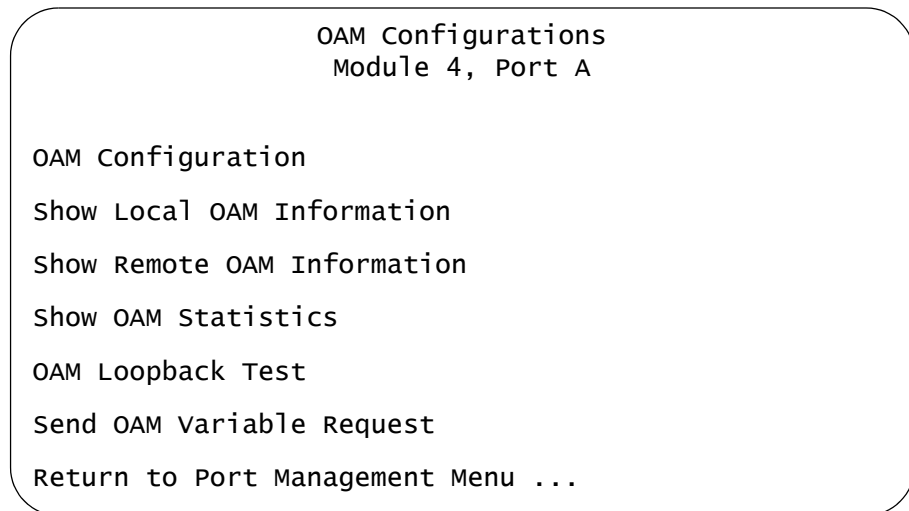 OAM Configurations
Module 4, Port A
OAM Configuration
Show Local OAM Information
Show Remote OAM Information
Show OAM Statistics
OAM Loopback Test
Send OAM Variable Request
Return to Port Management Menu ...